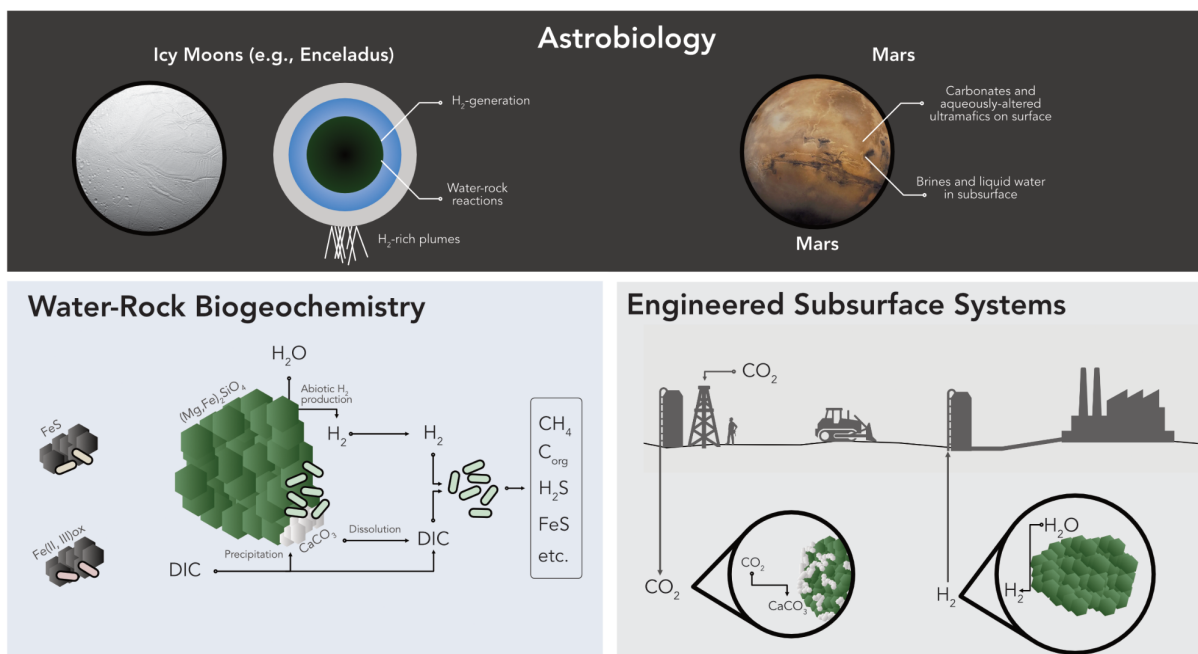 Astrobiology
Icy Moons (e.g., Enceladus)
H₂-generation
Water-rock
reactions
H₂-rich plumes
Mars
Carbonates and
aqueously-altered
ultramafics on surface
Brines and liquid water
in subsurface
Mars
Water-Rock Biogeochemistry
FeS
Fe(II, III)ox
(Mg,Fe)₂SiO₄
H₂O
Abiotic H₂
production
H₂
H₂
CaCO₃
Dissolution
Precipitation
DIC
DIC
CH₄
C_org
H₂S
FeS
etc.
Engineered Subsurface Systems
CO₂
CO₂
CO₂
CaCO₃
H₂
H₂O
H₂